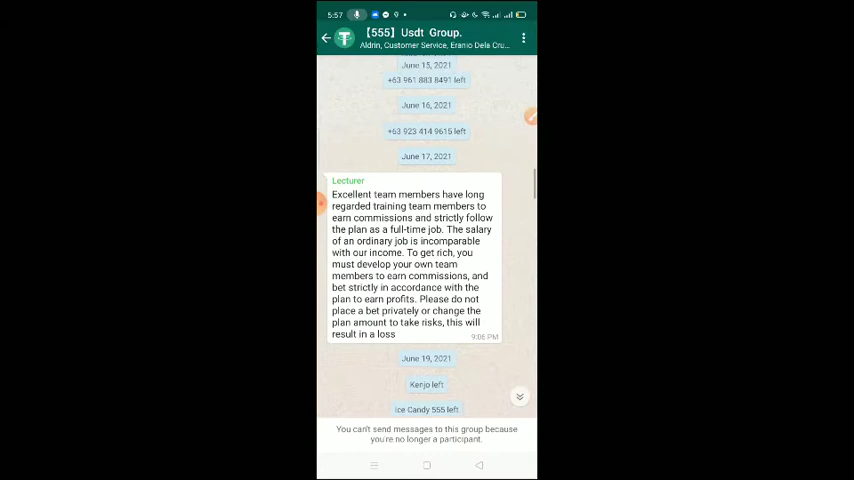 5:57
【555】Usdt Group.
Aldrin, Customer Service, Eranio Dela Cru...
June 15, 2021
+63 961 883 8491 left
June 16, 2021
+63 923 414 9615 left
June 17, 2021
Lecturer
Excellent team members have long
regarded training team members to
earn commissions and strictly follow
the plan as a full-time job. The salary
of an ordinary job is incomparable
with our income. To get rich, you
must develop your own team
members to earn commissions, and
bet strictly in accordance with the
plan to earn profits. Please do not
place a bet privately or change the
plan amount to take risks, this will
result in a loss
9:06 PM
June 19, 2021
Kenjo left
Ice Candy 555 left
You can't send messages to this group because
you're no longer a participant.